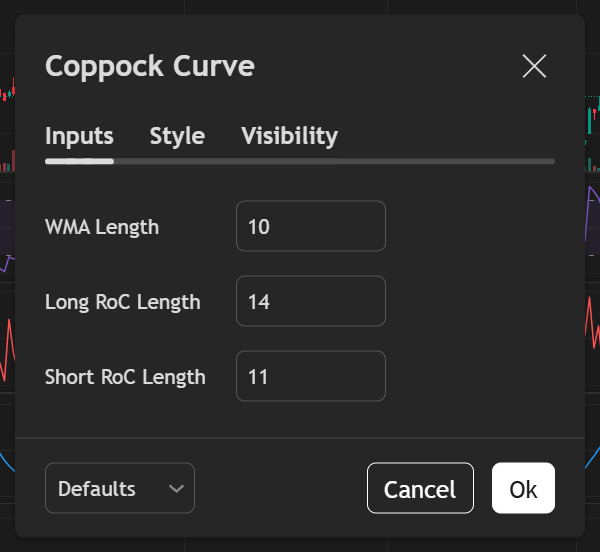 Coppock Curve
Inputs Style Visibility
WMA Length 10
Long RoC Length 14
Short RoC Length 11
Defaults Cancel Ok